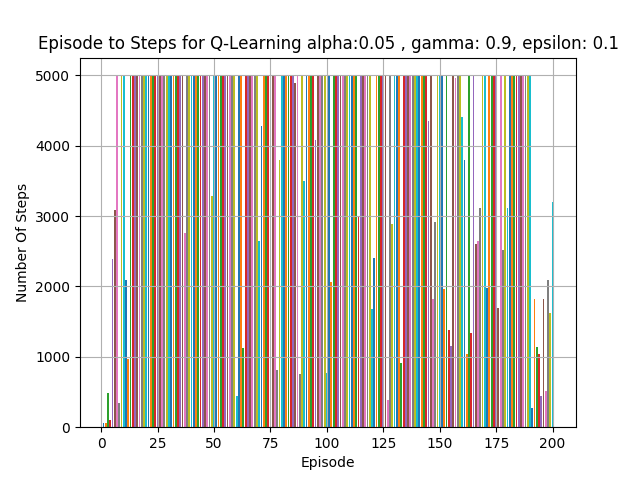 Episode to Steps for Q-Learning alpha:0.05 , gamma: 0.9, epsilon: 0.1
5000
4000
3000
2000
1000
0
Number Of Steps
0 25 50 75 100 125 150 175 200
Episode